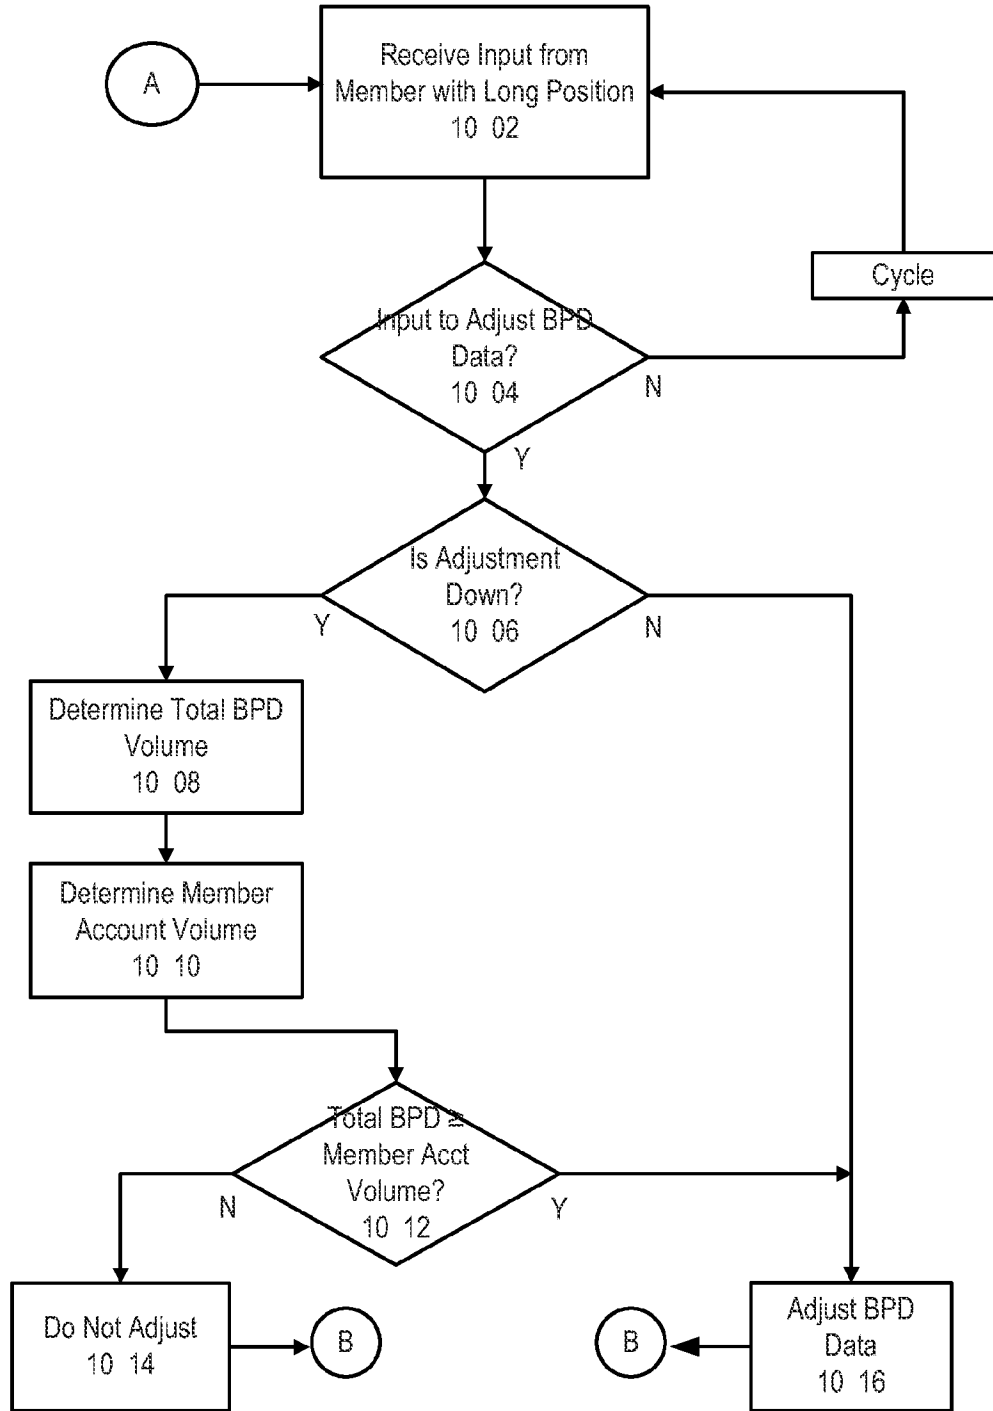 A
Receive Input from
Member with Long Position
10 02
Cycle
Input to Adjust BPD
Data?
10 04
N
Y
Is Adjustment
Down?
10 06
Y
N
Determine Total BPD
Volume
10 08
Determine Member
Account Volume
10 10
Total BPD ≥
Member Acct
Volume?
10 12
N
Y
Do Not Adjust
10 14
B
B
Adjust BPD
Data
10 16